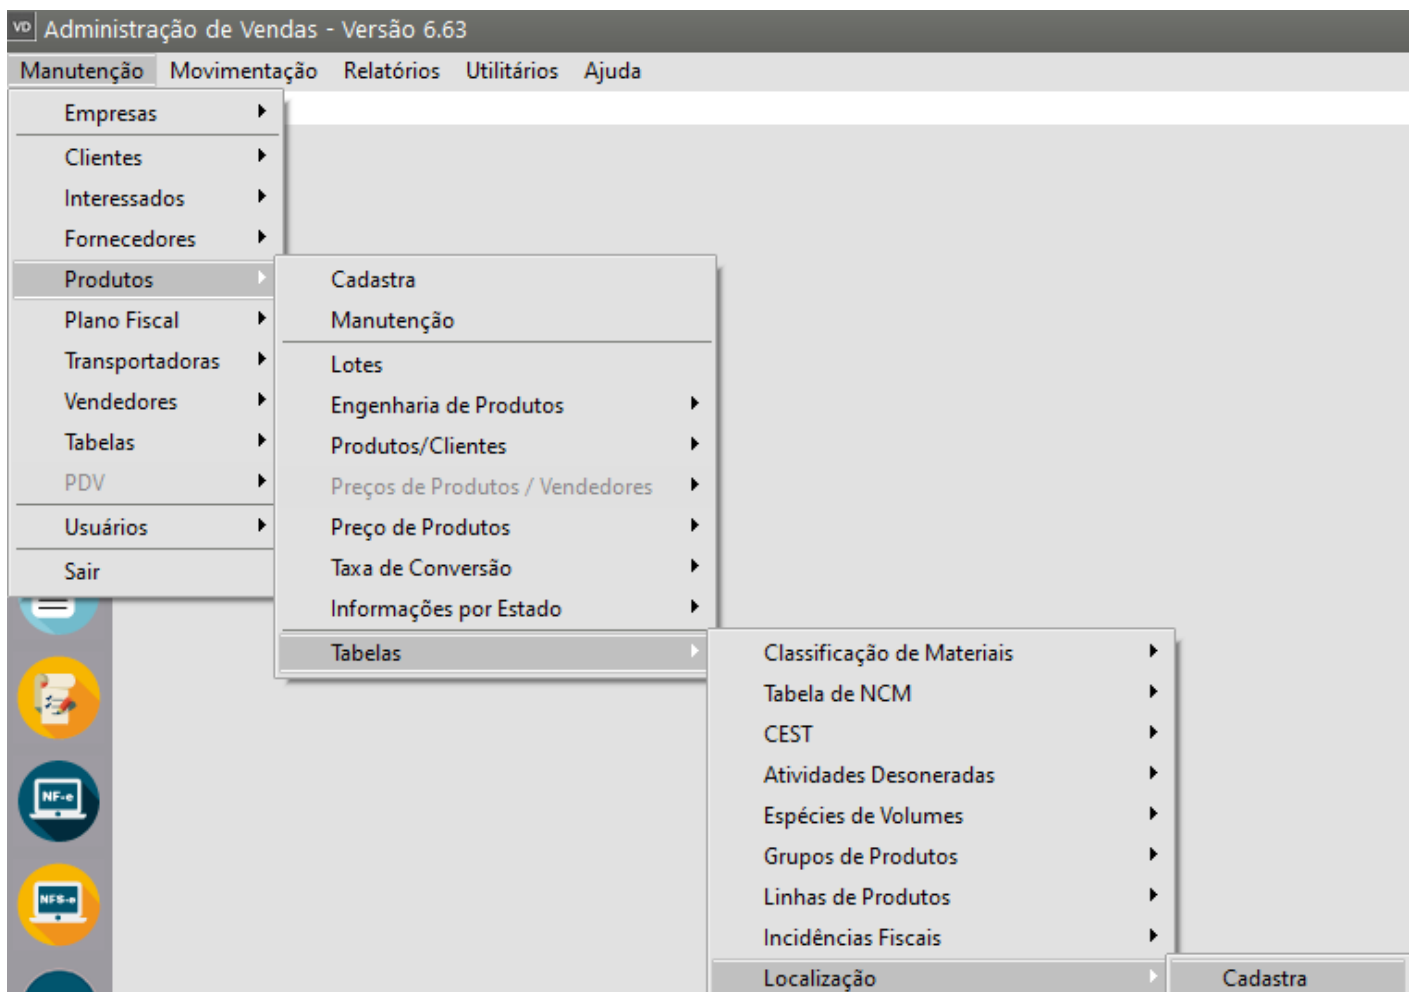 VD Administração de Vendas - Versão 6.63
Manutenção Movimentação Relatórios Utilitários Ajuda
Empresas
Clientes
Interessados
Fornecedores
Produtos
Plano Fiscal
Transportadoras
Vendedores
Tabelas
PDV
Usuários
Sair
Cadastra
Manutenção
Lotes
Engenharia de Produtos
Produtos/Clientes
Preços de Produtos / Vendedores
Preço de Produtos
Taxa de Conversão
Informações por Estado
Tabelas
Classificação de Materiais
Tabela de NCM
CEST
Atividades Desoneradas
Espécies de Volumes
Grupos de Produtos
Linhas de Produtos
Incidências Fiscais
Localização
Cadastra
NF-e
NFS-e